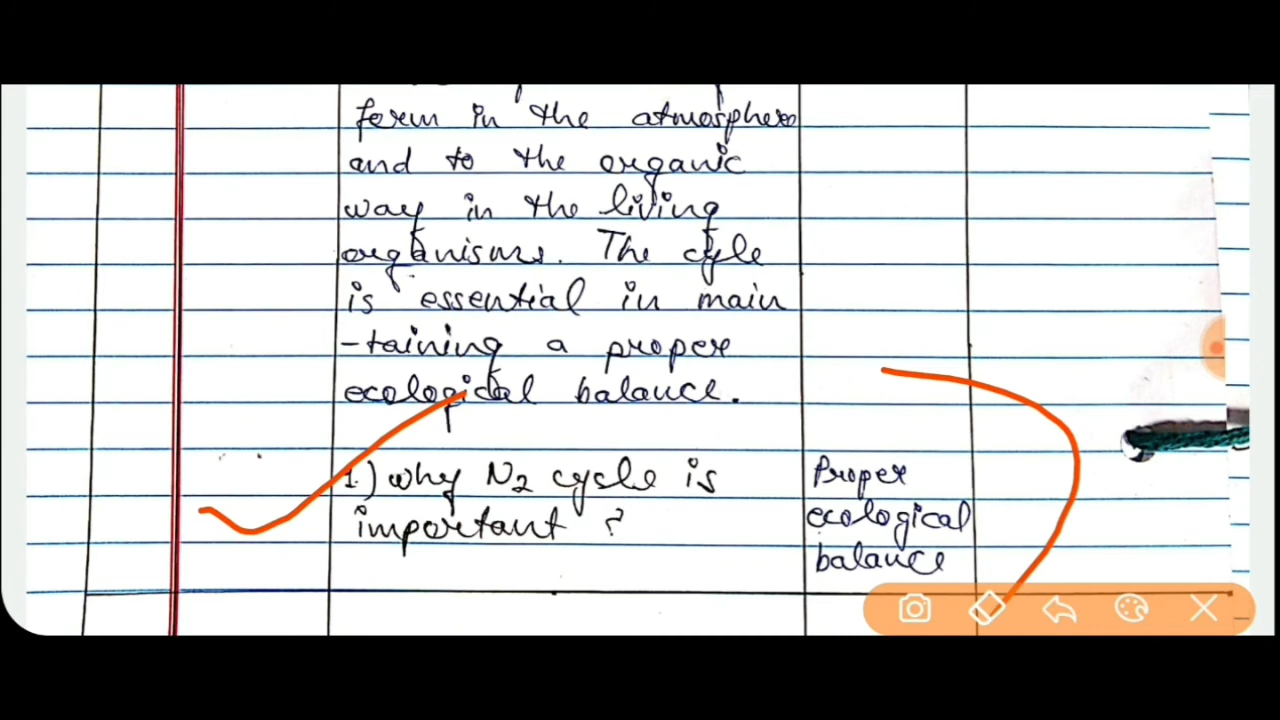 form in the atmosphere
and to the organic
way in the living
organisms. The cycle
is essential in main
-taining a proper
ecological balance.
1) why N2 cycle is
important ?
Proper
ecological
balance